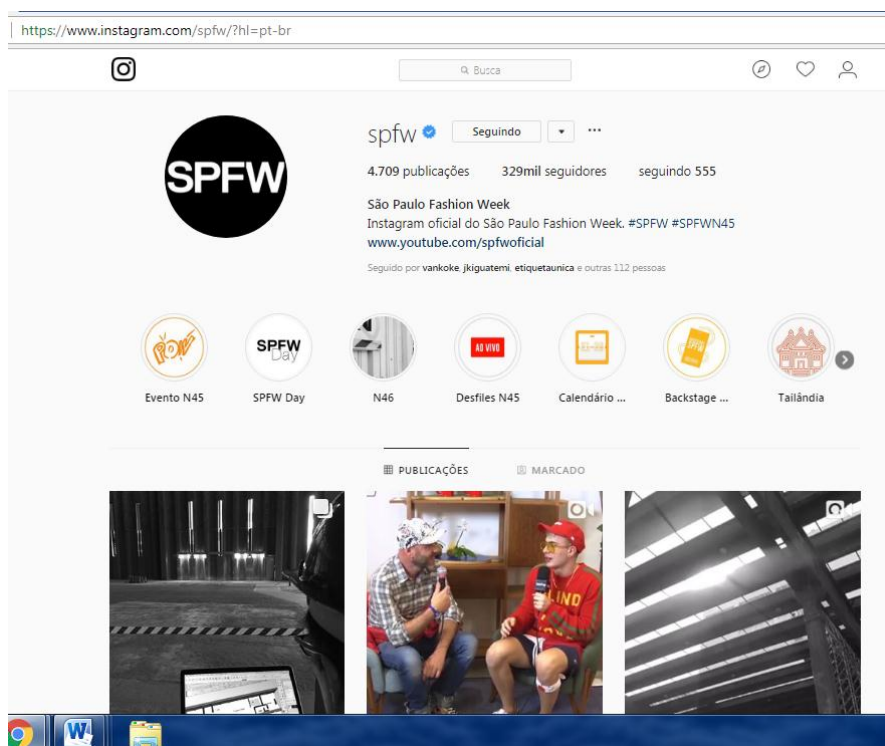 https://www.instagram.com/spfw/?hl=pt-br
Busca
SPFW
spfw Seguindo
4.709 publicações 329mil seguidores seguindo 555
São Paulo Fashion Week
Instagram oficial do São Paulo Fashion Week. #SPFW #SPFWN45
www.youtube.com/spfwoficial
Seguido por vankoke, jkiguatemi, etiquetaunica e outras 112 pessoas
SPFW
Day
AO VIVO
SPFW
Evento N45 SPFW Day N46 Desfiles N45 Calendário ... Backstage ... Tailândia
PUBLICAÇÕES MARCADO
BLIND
W